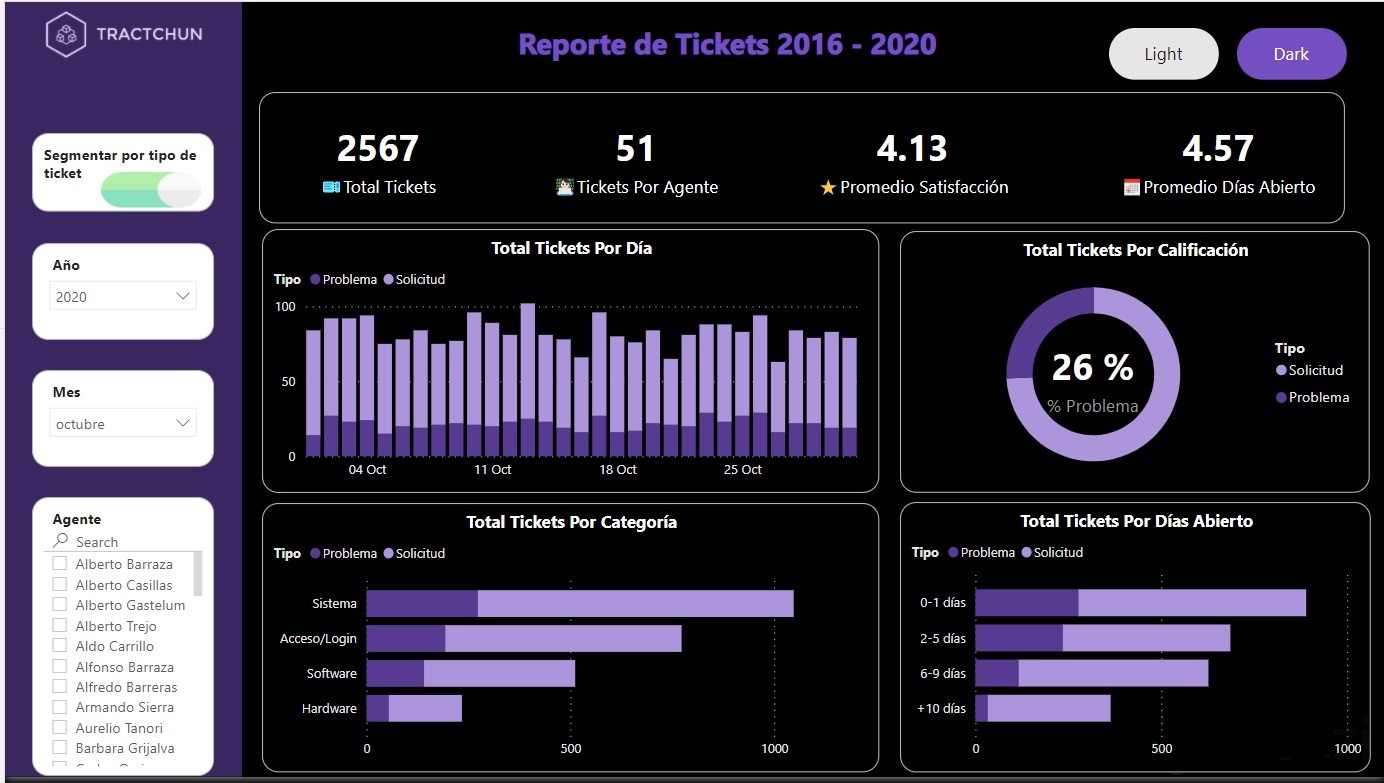 TRACTCHUN
Reporte de Tickets 2016 - 2020
Light
Dark
Segmentar por tipo de
ticket
Año
2020
Mes
octubre
Agente
Search
Alberto Barraza
Alberto Casillas
Alberto Gastelum
Alberto Trejo
Aldo Carrillo
Alfonso Barraza
Alfredo Barreras
Armando Sierra
Aurelio Tanori
Barbara Grijalva
2567
Total Tickets
51
Tickets Por Agente
4.13
Promedio Satisfacción
4.57
Promedio Días Abierto
Total Tickets Por Día
Tipo Problema Solicitud
100
50
0
04 Oct 11 Oct 18 Oct 25 Oct
Total Tickets Por Calificación
26 %
% Problema
Tipo
Solicitud
Problema
Total Tickets Por Categoría
Tipo Problema Solicitud
Sistema
Acceso/Login
Software
Hardware
0 500 1000
Total Tickets Por Días Abierto
Tipo Problema Solicitud
0-1 días
2-5 días
6-9 días
+10 días
0 500 1000